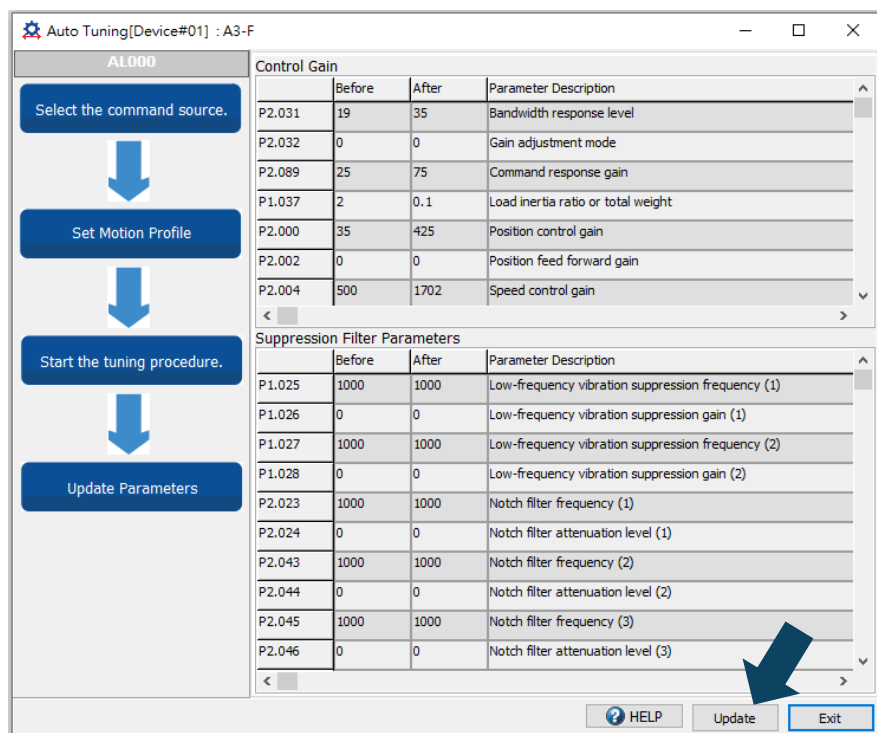 Auto Tuning[Device#01] : A3-F
AL000
Select the command source.
Set Motion Profile
Start the tuning procedure.
Update Parameters
Control Gain
Before After Parameter Description
P2.031 19 35 Bandwidth response level
P2.032 0 0 Gain adjustment mode
P2.089 25 75 Command response gain
P1.037 2 0.1 Load inertia ratio or total weight
P2.000 35 425 Position control gain
P2.002 0 0 Position feed forward gain
P2.004 500 1702 Speed control gain
Suppression Filter Parameters
Before After Parameter Description
P1.025 1000 1000 Low-frequency vibration suppression frequency (1)
P1.026 0 0 Low-frequency vibration suppression gain (1)
P1.027 1000 1000 Low-frequency vibration suppression frequency (2)
P1.028 0 0 Low-frequency vibration suppression gain (2)
P2.023 1000 1000 Notch filter frequency (1)
P2.024 0 0 Notch filter attenuation level (1)
P2.043 1000 1000 Notch filter frequency (2)
P2.044 0 0 Notch filter attenuation level (2)
P2.045 1000 1000 Notch filter frequency (3)
P2.046 0 0 Notch filter attenuation level (3)
? HELP Update Exit